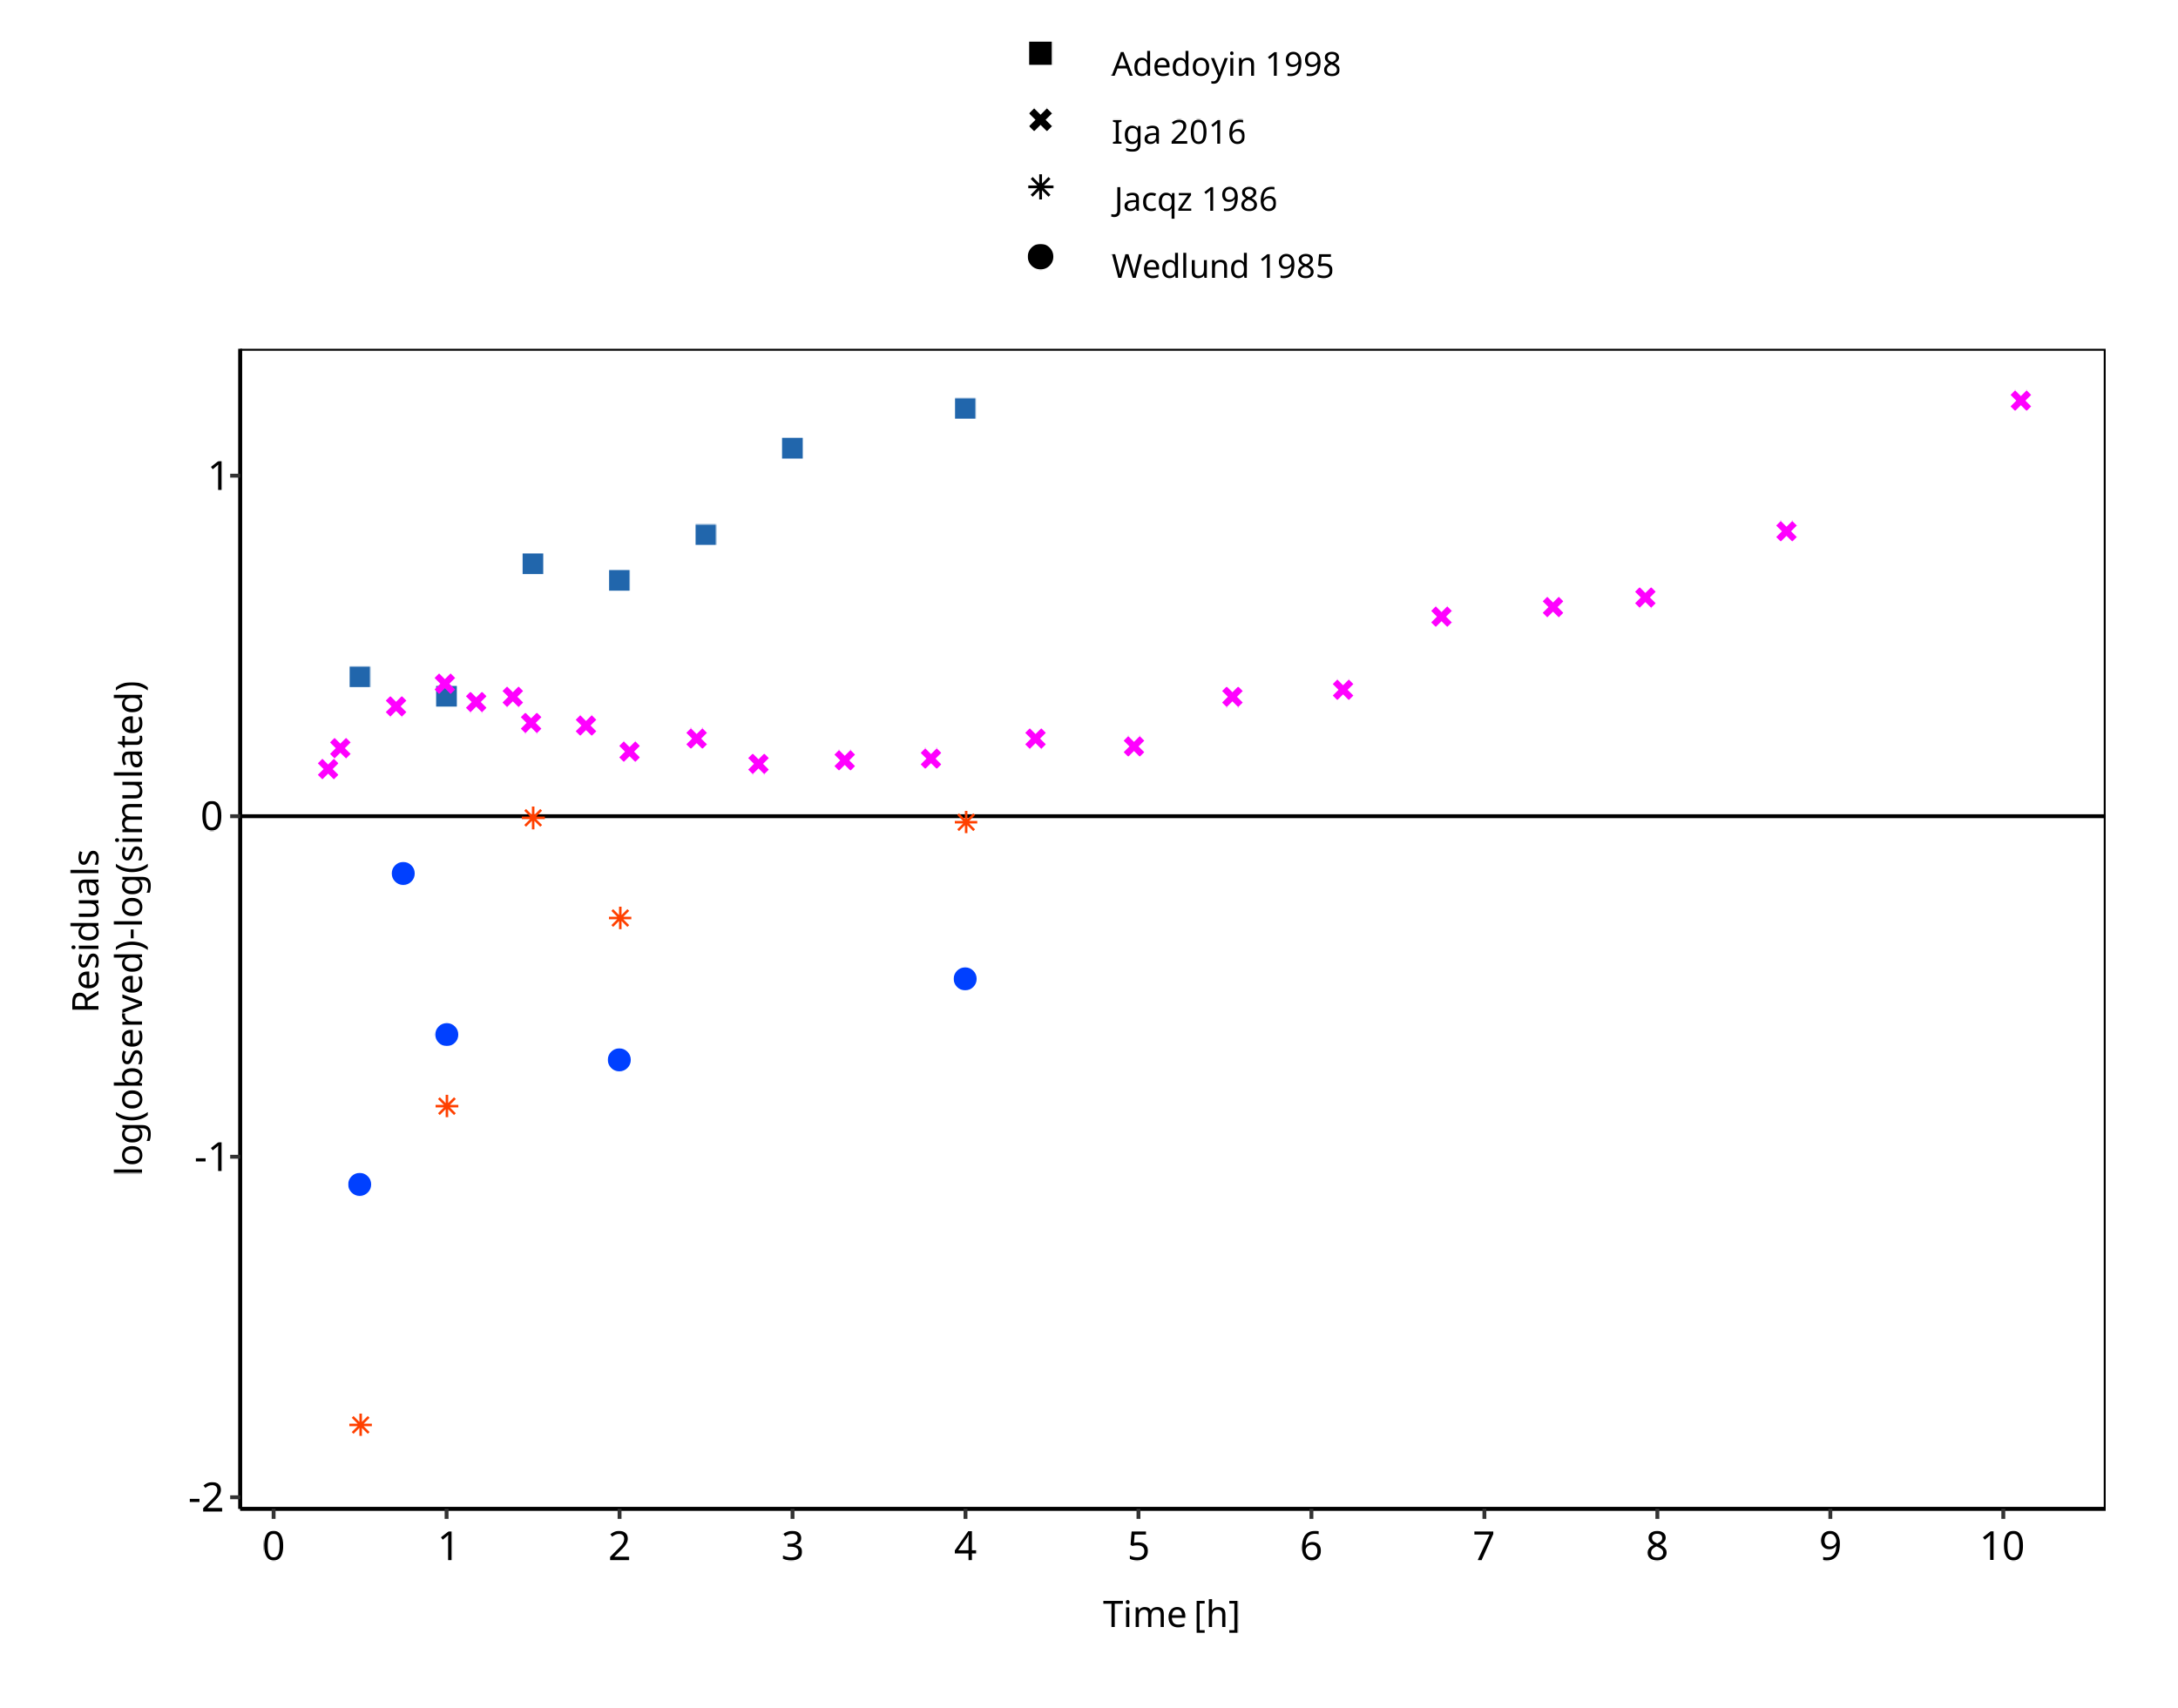 Adedoyin 1998
Iga 2016
Jacqz 1986
Wedlund 1985
Residuals
log(observed)-log(simulated)
1
0
-1
-2
0 1 2 3 4 5 6 7 8 9 10
Time [h]